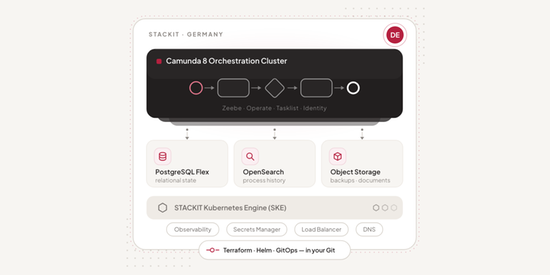 STACKIT · GERMANY
DE
Camunda 8 Orchestration Cluster
Zeebe · Operate · Tasklist · Identity
PostgreSQL Flex
relational state
OpenSearch
process history
Object Storage
backups · documents
STACKIT Kubernetes Engine (SKE)
Observability
Secrets Manager
Load Balancer
DNS
Terraform · Helm · GitOps — in your Git